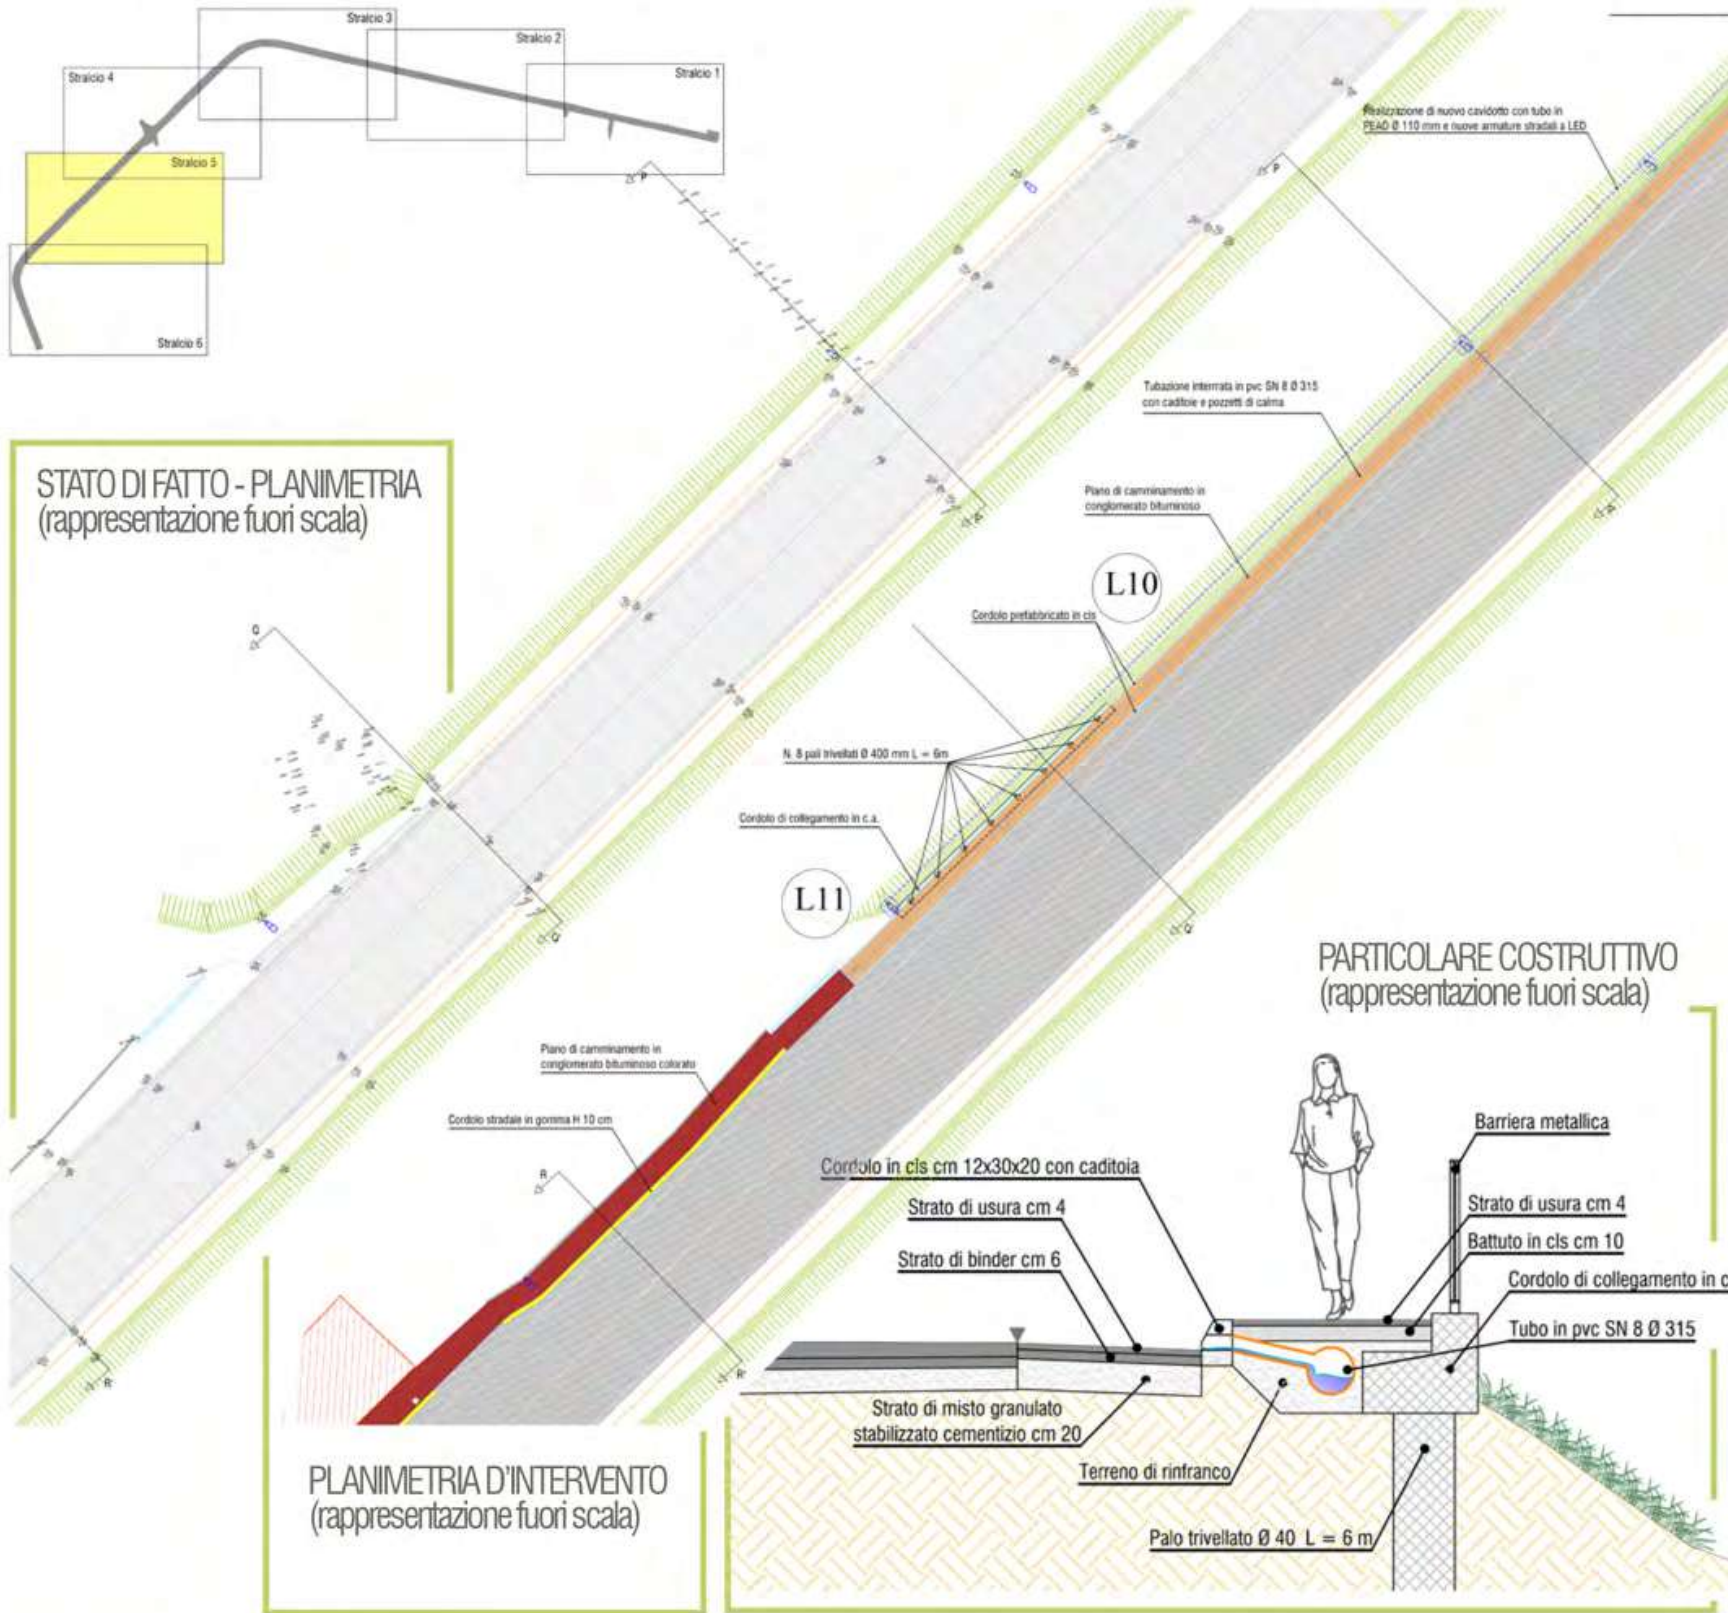 Stralcio 3
Stralcio 2
Stralcio 1
Stralcio 4
Stralcio 5
Stralcio 6
P
P
Realizzazione di nuovo cavidotto con tubo in
PEAD Ø 110 mm e nuove armature stradali a LED
Tubazione interrata in pvc SN 8 Ø 315
con caditoie e pozzetti di calma
STATO DI FATTO - PLANIMETRIA
(rappresentazione fuori scala)
Piano di camminamento in
conglomerato bituminoso
L10
Cordolo prefabbricato in cls
Q
N. 8 pali trivellati Ø 400 mm L = 6m
Cordolo di collegamento in c.a.
L11
Q'
Q'
PARTICOLARE COSTRUTTIVO
(rappresentazione fuori scala)
Piano di camminamento in
conglomerato bituminoso colorato
Cordolo stradale in gomma H 10 cm
R
R'
R'
Barriera metallica
Cordolo in cls cm 12x30x20 con caditoia
Strato di usura cm 4
Strato di usura cm 4
Battuto in cls cm 10
Strato di binder cm 6
Cordolo di collegamento in c
Tubo in pvc SN 8 Ø 315
Strato di misto granulato
stabilizzato cementizio cm 20
Terreno di rinfranco
Palo trivellato Ø 40 L = 6 m
PLANIMETRIA D'INTERVENTO
(rappresentazione fuori scala)